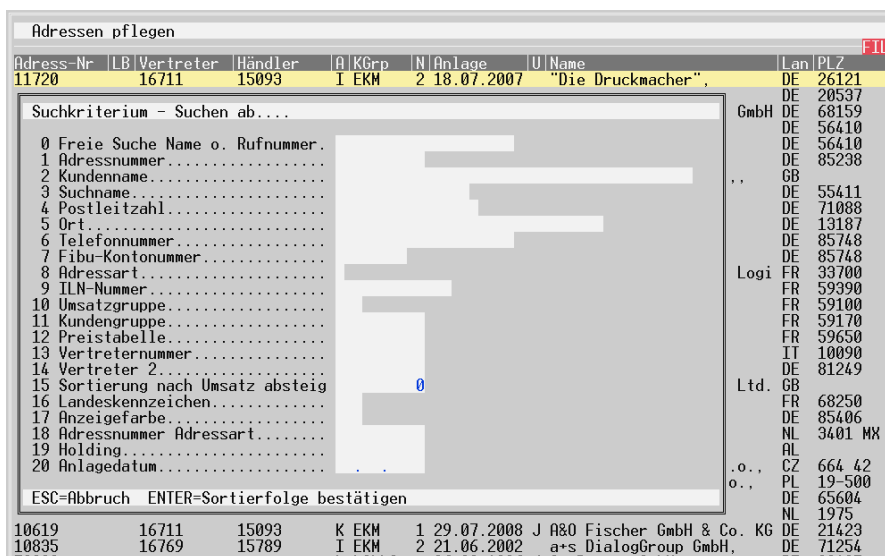 Adressen pflegen
FIL
Adress-Nr |LB|Vertreter |Händler |A|KGrp |N|Anlage |U|Name |Lan|PLZ
11720 16711 15093 I EKM 2 18.07.2007 "Die Druckmacher", DE 26121
DE 20537
Suchkriterium - Suchen ab.... GmbH DE 68159
DE 56410
0 Freie Suche Name o. Rufnummer. DE 56410
1 Adressnummer.................. DE 85238
2 Kundenname.................... ,, GB
3 Suchname...................... DE 55411
4 Postleitzahl.................. DE 71088
5 Ort........................... DE 13187
6 Telefonnummer................. DE 85748
7 Fibu-Kontonummer.............. DE 85748
8 Adressart..................... Logi FR 33700
9 ILN-Nummer.................... FR 59390
10 Umsatzgruppe.................. FR 59100
11 Kundengruppe.................. FR 59170
12 Preistabelle.................. FR 59650
13 Vertreternummer............... IT 10090
14 Vertreter 2................... DE 81249
15 Sortierung nach Umsatz absteig 0 Ltd. GB
16 Landeskennzeichen............. FR 68250
17 Anzeigefarbe.................. DE 85406
18 Adressnummer Adressart........ NL 3401 MX
19 Holding....................... AL
20 Anlagedatum................... . . .o., CZ 664 42
o., PL 19-500
ESC=Abbruch ENTER=Sortierfolge bestätigen DE 65604
NL 1975
10619 16711 15093 K EKM 1 29.07.2008 J A&O Fischer GmbH & Co. KG DE 21423
10835 16769 15789 I EKM 2 21.06.2002 a+s DialogGroup GmbH, DE 71254